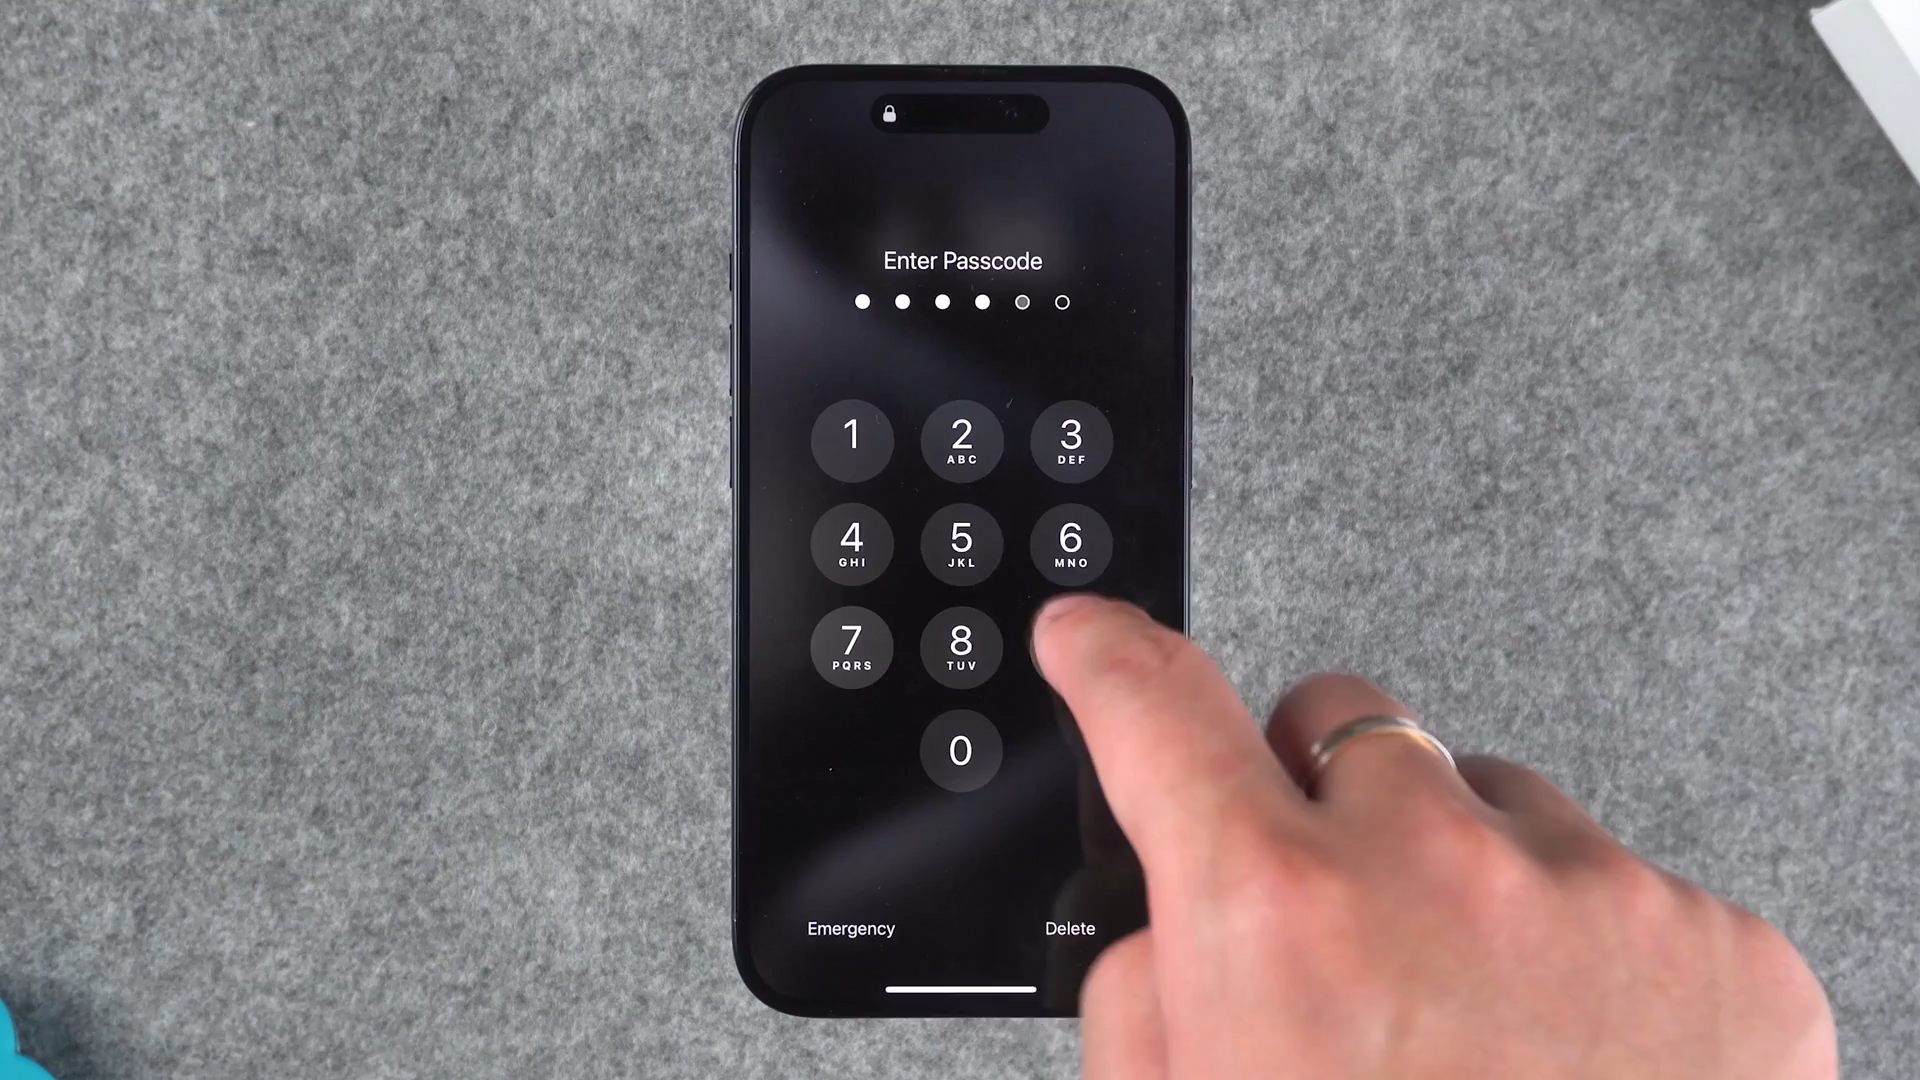 Enter Passcode
1 2 3
ABC DEF
4 5 6
GHI JKL MNO
7 8
PQRS TUV
0
Emergency Delete